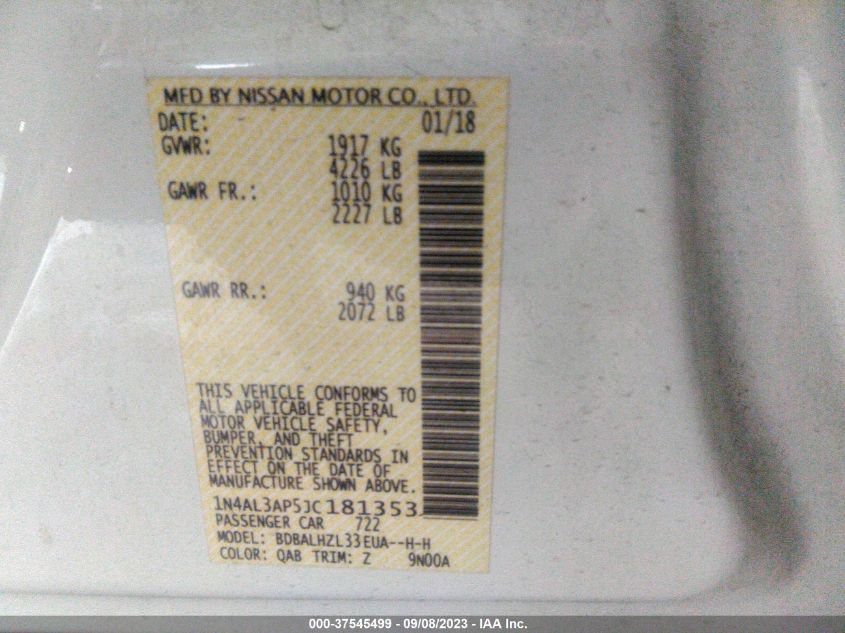 MFD BY NISSAN MOTOR CO., LTD.
DATE: 01/18
GVWR: 1917 KG
4226 LB
GAWR FR.: 1010 KG
2227 LB
GAWR RR.: 940 KG
2072 LB
THIS VEHICLE CONFORMS TO
ALL APPLICABLE FEDERAL
MOTOR VEHICLE SAFETY,
BUMPER, AND THEFT
PREVENTION STANDARDS IN
EFFECT ON THE DATE OF
MANUFACTURE SHOWN ABOVE.
1N4AL3AP5JC181353
PASSENGER CAR 722
MODEL: BDBALHZL33EUA--H-H
COLOR: QAB TRIM: Z 9N00A
000-37545499 - 09/08/2023 - IAA Inc.